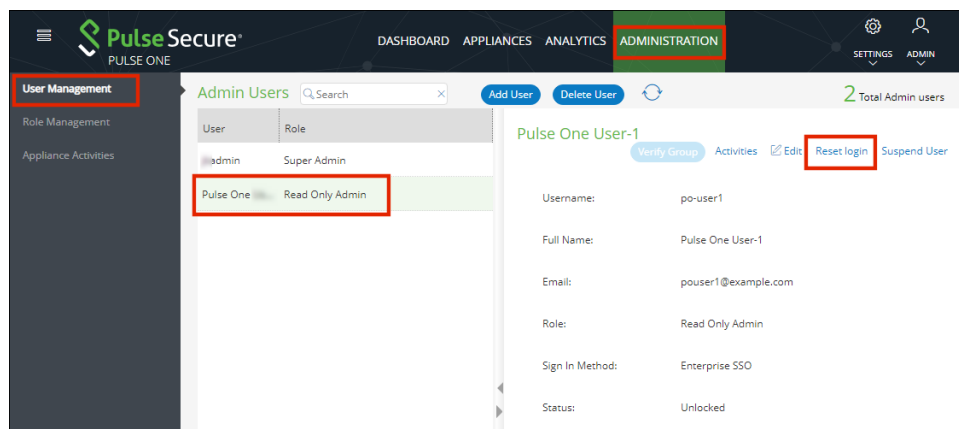 Pulse Secure®
PULSE ONE
DASHBOARD APPLIANCES ANALYTICS ADMINISTRATION
SETTINGS ADMIN
User Management
Role Management
Appliance Activities
Admin Users Search × Add User Delete User 2 Total Admin users
User Role
admin Super Admin
Pulse One Read Only Admin
Pulse One User-1
Verify Group Activities Edit Reset login Suspend User
Username: po-user1
Full Name: Pulse One User-1
Email: pouser1@example.com
Role: Read Only Admin
Sign In Method: Enterprise SSO
Status: Unlocked